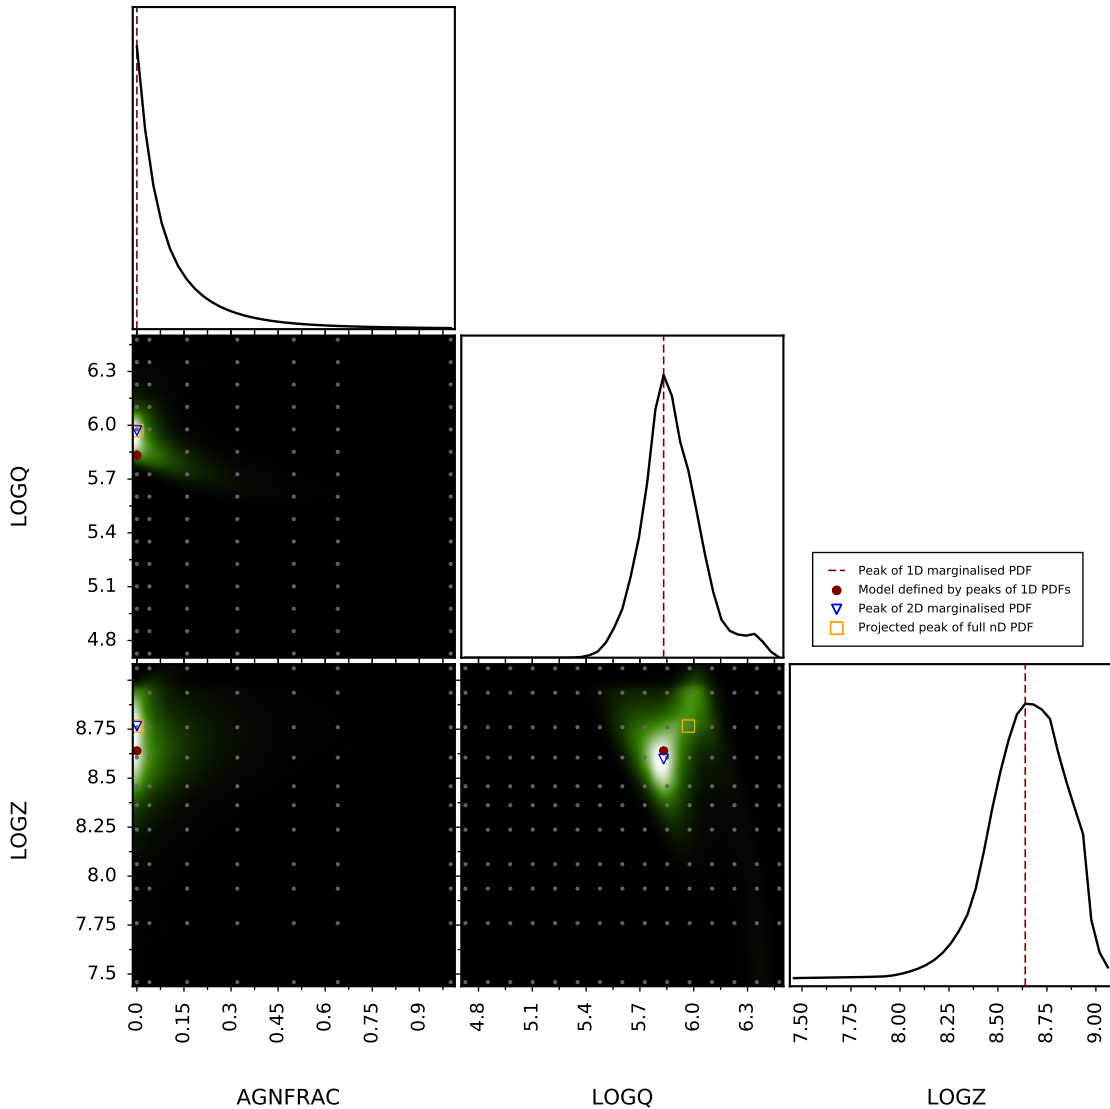 6.3
6.0
5.7
5.4
5.1
4.8
LOGQ
Peak of 1D marginalised PDF
Model defined by peaks of 1D PDFs
Peak of 2D marginalised PDF
Projected peak of full nD PDF
8.75
8.5
8.25
8.0
7.75
7.5
LOGZ
0.0 0.15 0.3 0.45 0.6 0.75 0.9
4.8 5.1 5.4 5.7 6.0 6.3
7.50 7.75 8.00 8.25 8.50 8.75 9.00
AGNFRAC
LOGQ
LOGZ